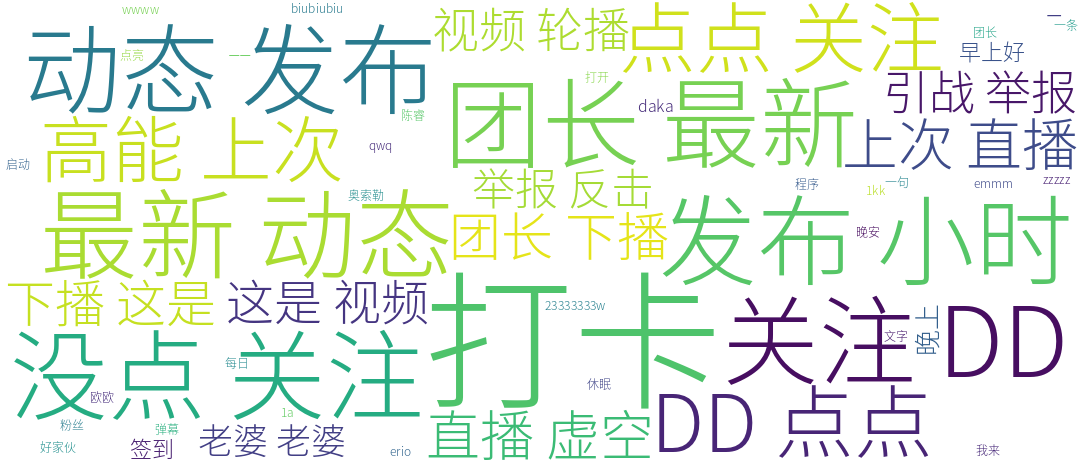 wwww
biubiubiu
视频 轮播
点点 关注
团长
一条
动态 发布
点亮
一一
早上好
打开
daka
引战 举报
陈睿
团长 最新
高能 上次
qwq
上次 直播
启动
举报 反击
奥索勒
程序
1kk
一句
emmm
zzzzz
最新 动态
团长 下播
发布 小时
晚安
下播 这是
这是 视频
打卡
23333333w
关注 DD
文字
晚上
没点 关注
每日
休眠
欧欧
1a
DD 点点
粉丝
弹幕
直播 虚空
好家伙
签到
老婆 老婆
erio
我来